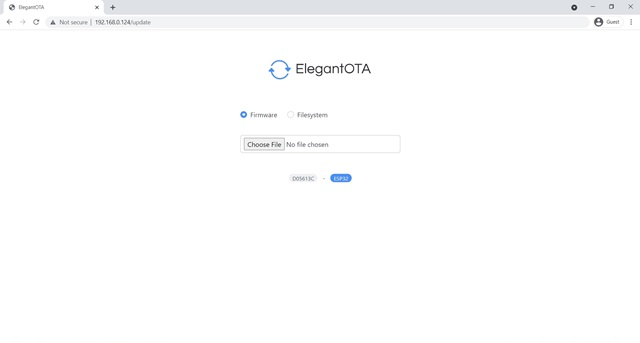 ElegantOTA
Not secure | 192.168.0.124/update
Guest
ElegantOTA
Firmware Filesystem
Choose File No file chosen
D05613C - ESP32